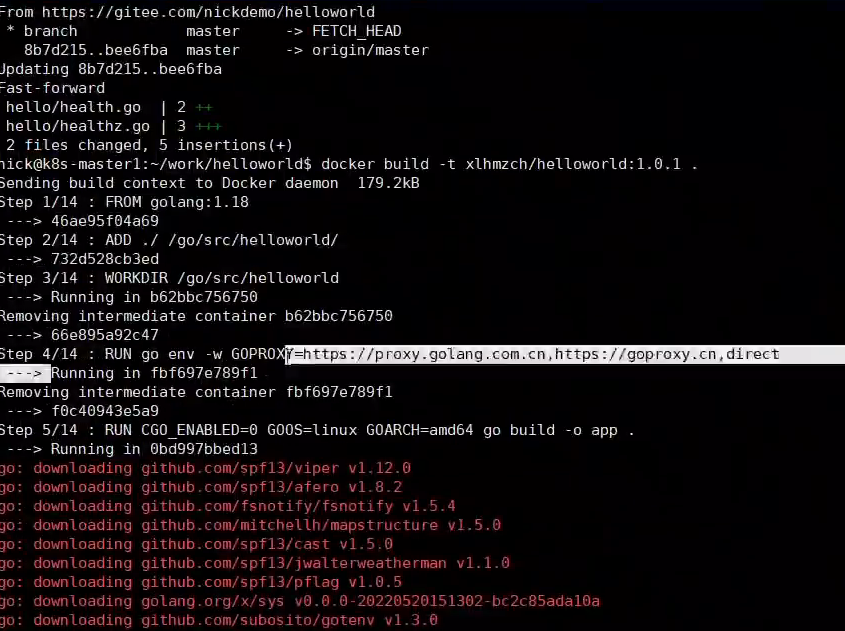 From https://gitee.com/nickdemo/helloworld
 * branch            master     -> FETCH_HEAD
   8b7d215..bee6fba  master     -> origin/master
Updating 8b7d215..bee6fba
Fast-forward
 hello/health.go  | 2 ++
 hello/healthz.go | 3 +++
 2 files changed, 5 insertions(+)
nick@k8s-master1:~/work/helloworld$ docker build -t xlhmzch/helloworld:1.0.1 .
Sending build context to Docker daemon  179.2kB
Step 1/14 : FROM golang:1.18
 ---> 46ae95f04a69
Step 2/14 : ADD ./ /go/src/helloworld/
 ---> 732d528cb3ed
Step 3/14 : WORKDIR /go/src/helloworld
 ---> Running in b62bbc756750
Removing intermediate container b62bbc756750
 ---> 66e895a92c47
Step 4/14 : RUN go env -w GOPROXY=https://proxy.golang.com.cn,https://goproxy.cn,direct
 ---> Running in fbf697e789f1
Removing intermediate container fbf697e789f1
 ---> f0c40943e5a9
Step 5/14 : RUN CGO_ENABLED=0 GOOS=linux GOARCH=amd64 go build -o app .
 ---> Running in 0bd997bbed13
go: downloading github.com/spf13/viper v1.12.0
go: downloading github.com/spf13/afero v1.8.2
go: downloading github.com/fsnotify/fsnotify v1.5.4
go: downloading github.com/mitchellh/mapstructure v1.5.0
go: downloading github.com/spf13/cast v1.5.0
go: downloading github.com/spf13/jwalterweatherman v1.1.0
go: downloading github.com/spf13/pflag v1.0.5
go: downloading golang.org/x/sys v0.0.0-20220520151302-bc2c85ada10a
go: downloading github.com/subosito/gotenv v1.3.0